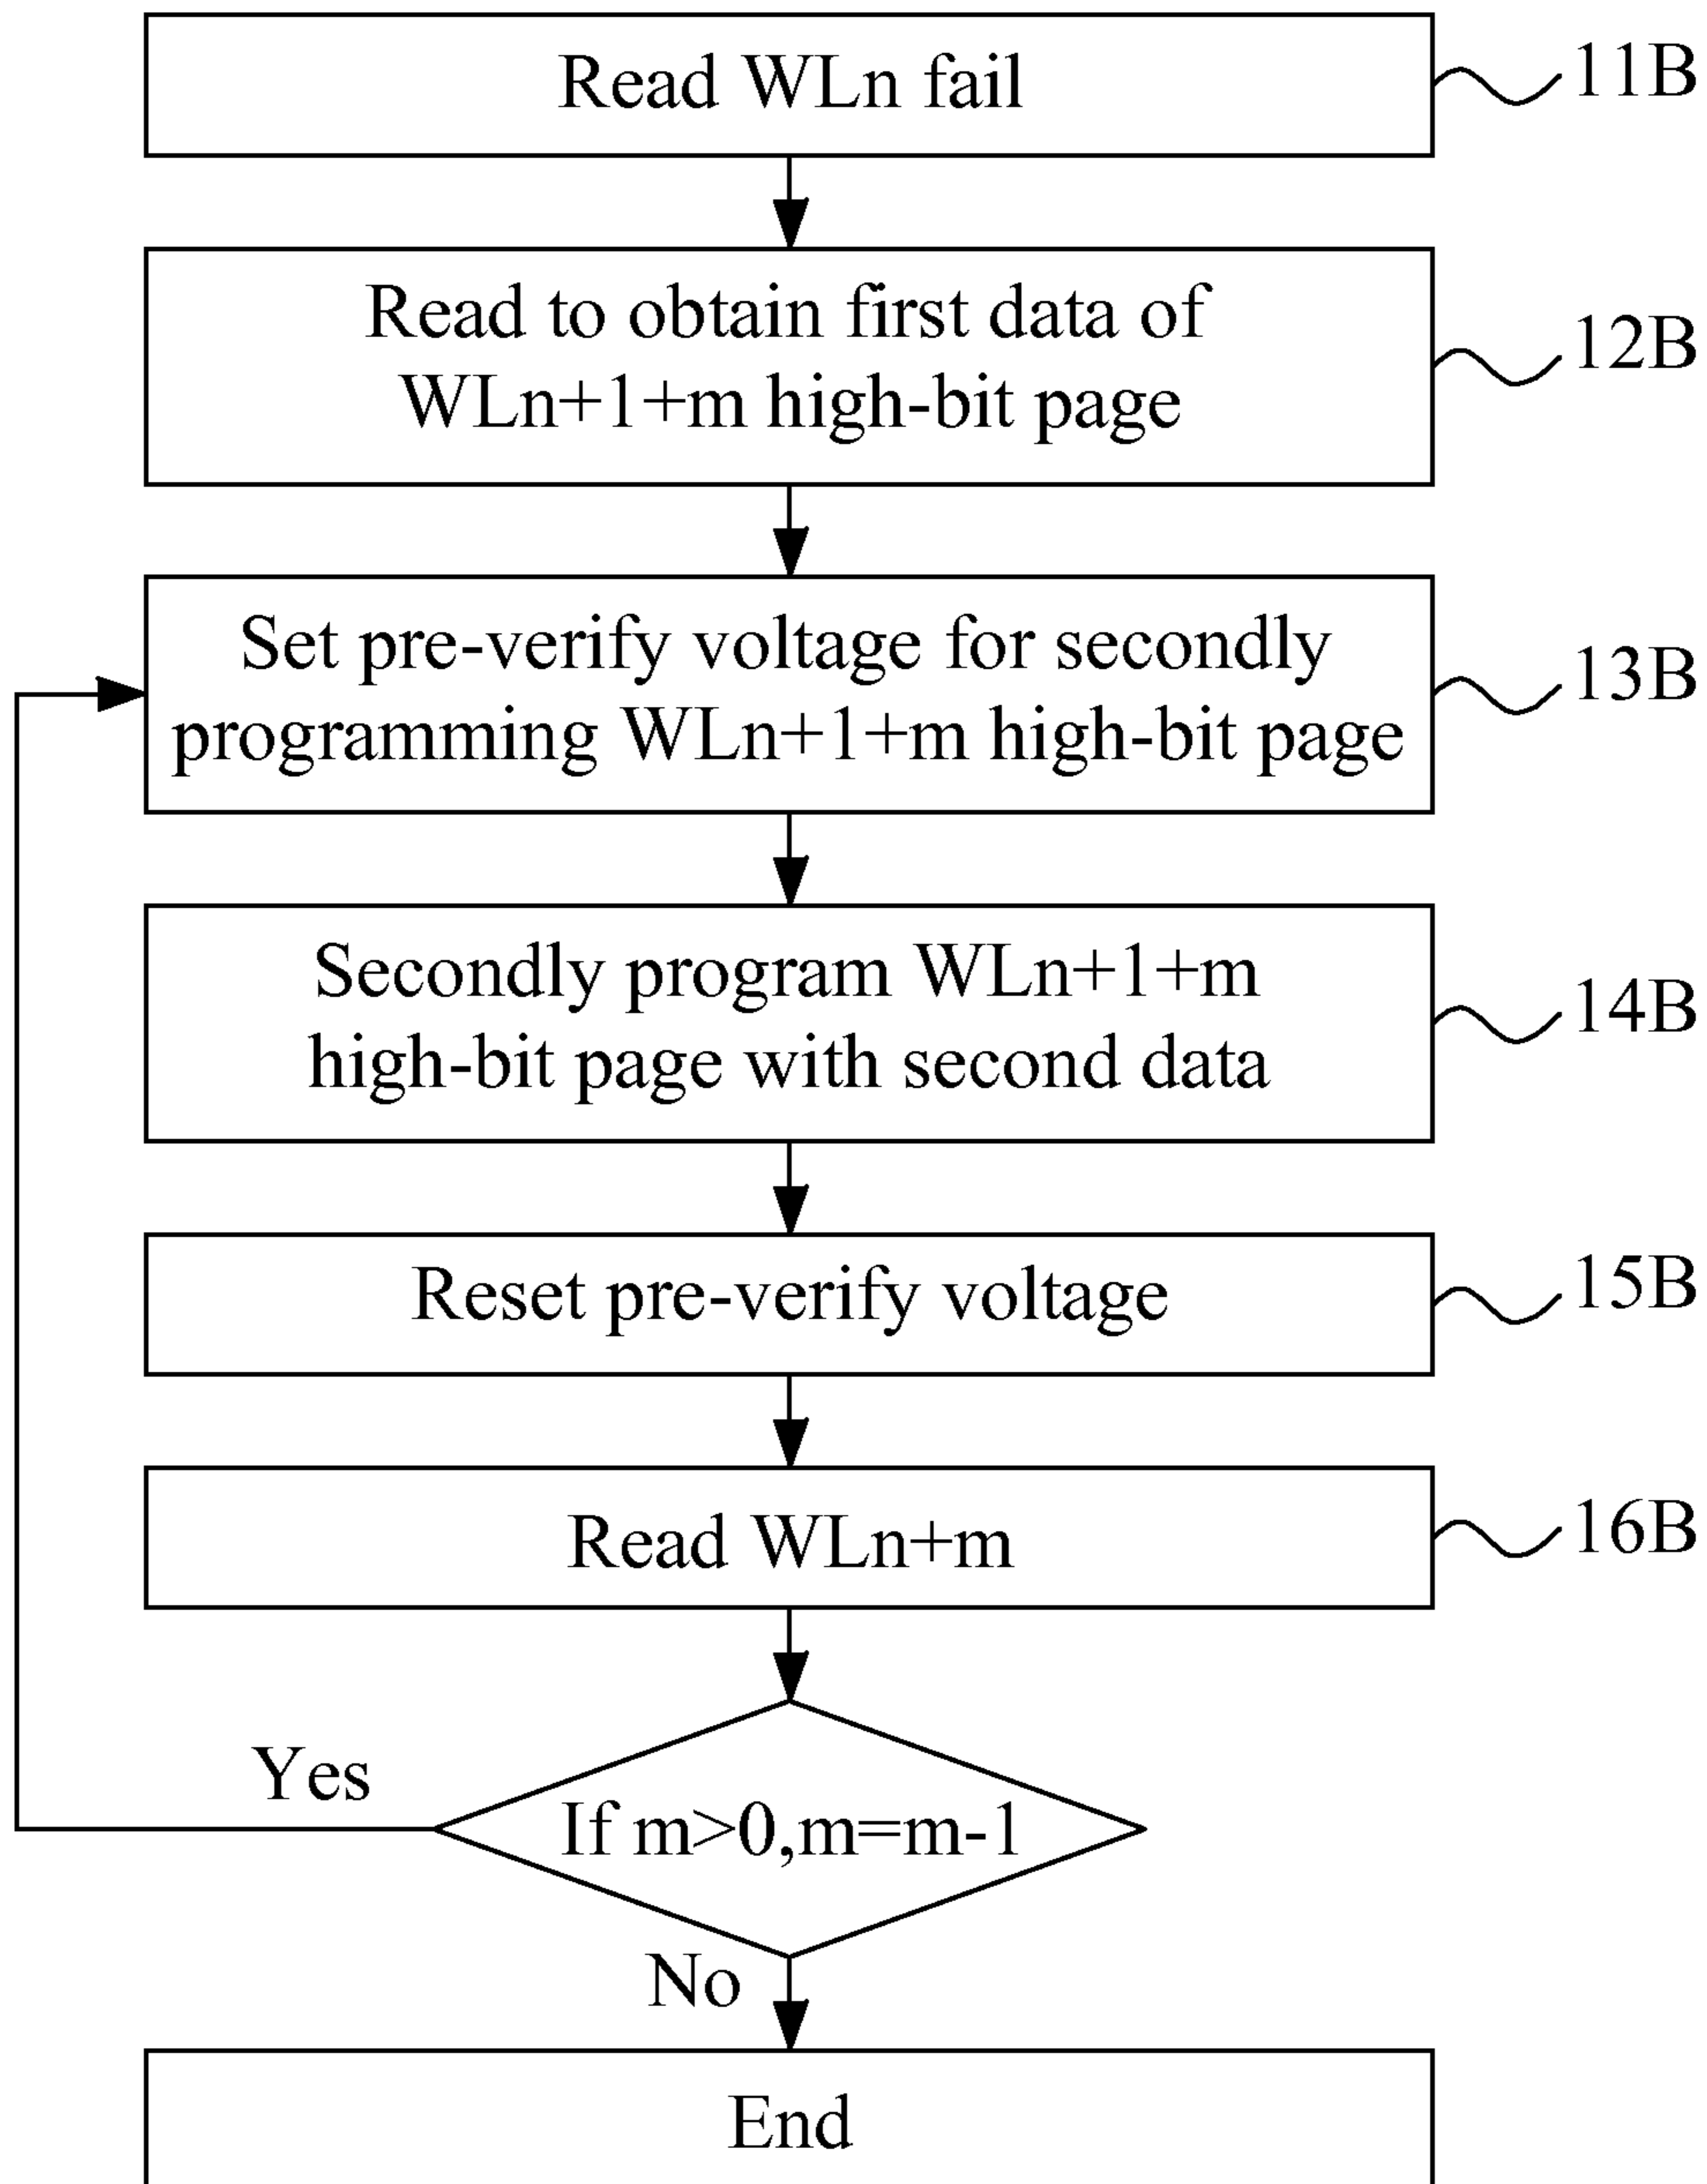 Read WLn fail
11B
Read to obtain first data of
WLn+1+m high-bit page
12B
Set pre-verify voltage for secondly
programming WLn+1+m high-bit page
13B
Secondly program WLn+1+m
high-bit page with second data
14B
Reset pre-verify voltage
15B
Read WLn+m
16B
Yes
If m>0,m=m-1
No
End